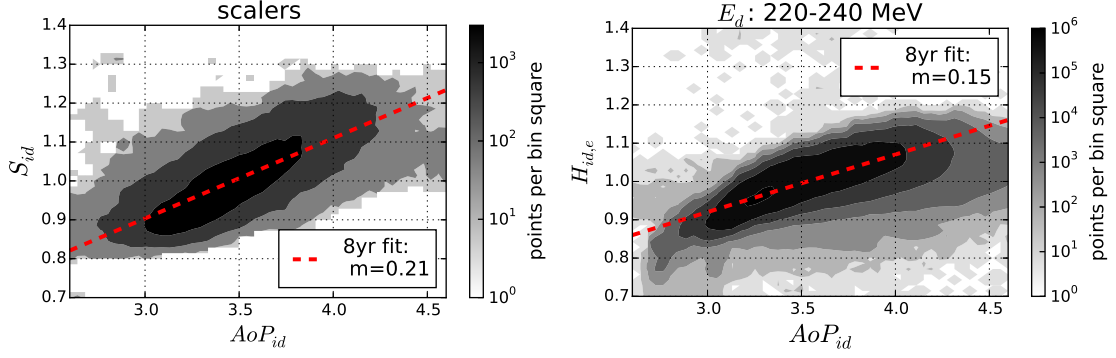 scalers
1.4
1.3
1.2
1.1
1.0
0.9
0.8
0.7
S_id
3.0
3.5
4.0
4.5
AoP_id
8yr fit:
m=0.21
10^3
10^2
10^1
10^0
points per bin square
E_d: 220-240 MeV
1.4
1.3
1.2
1.1
1.0
0.9
0.8
0.7
H_id,e
3.0
3.5
4.0
4.5
AoP_id
8yr fit:
m=0.15
10^6
10^5
10^4
10^3
10^2
10^1
10^0
points per bin square